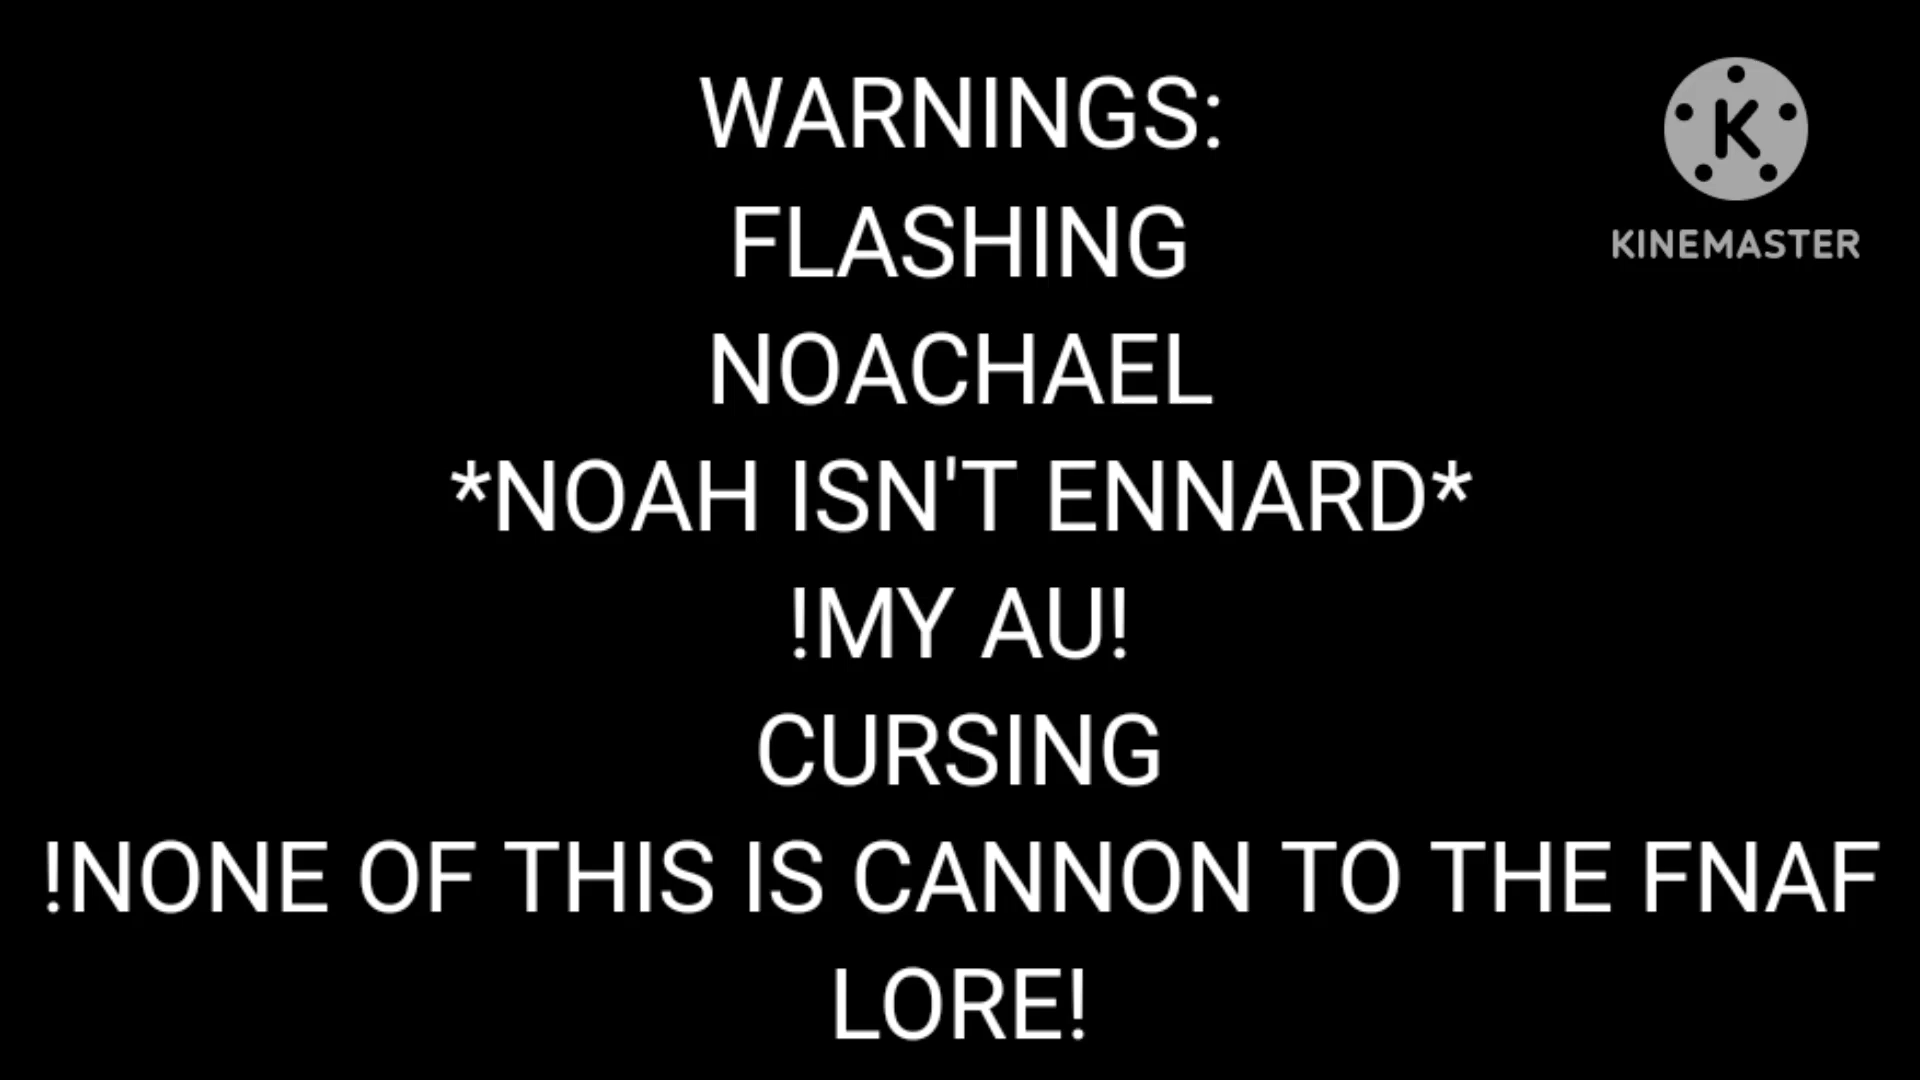 WARNINGS:
FLASHING
NOACHAEL
*NOAH ISN'T ENNARD*
!MY AU!
CURSING
!NONE OF THIS IS CANNON TO THE FNAF
LORE!
K
KINEMASTER